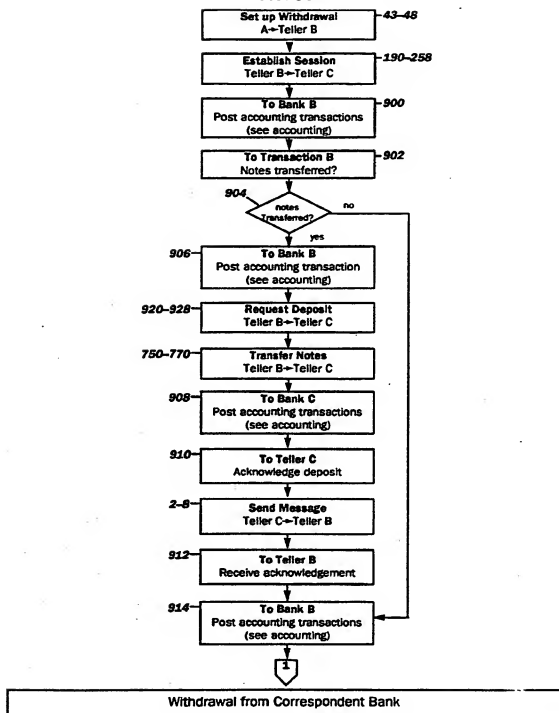 Set up Withdrawal
A→Teller B
43–48
Establish Session
Teller B→Teller C
190–258
To Bank B
Post accounting transactions
(see accounting)
900
To Transaction B
Notes transferred?
902
904
notes
Transferred?
no
yes
906
To Bank B
Post accounting transaction
(see accounting)
920–928
Request Deposit
Teller B→Teller C
750–770
Transfer Notes
Teller B→Teller C
908
To Bank C
Post accounting transactions
(see accounting)
910
To Teller C
Acknowledge deposit
2–8
Send Message
Teller C→Teller B
912
To Teller B
Receive acknowledgement
914
To Bank B
Post accounting transactions
(see accounting)
1
Withdrawal from Correspondent Bank